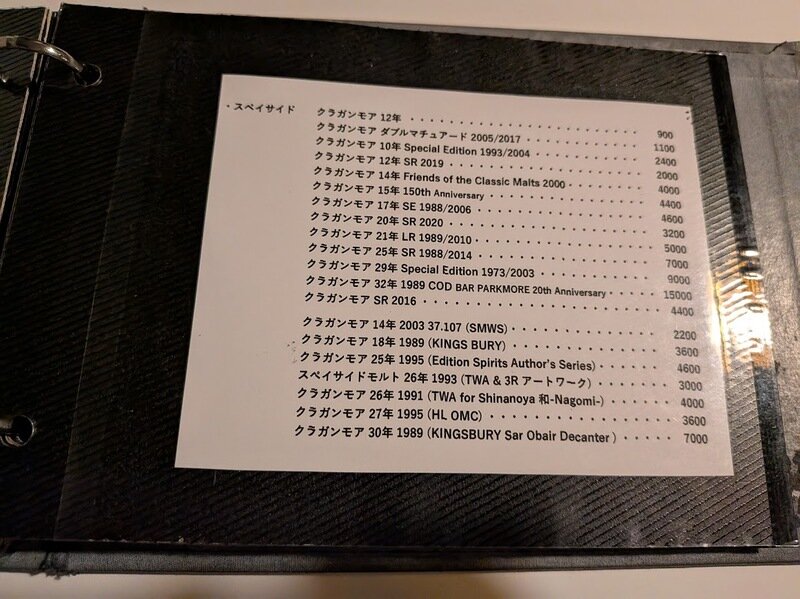 ・スペイサイド クラガンモア 12年 ・・・・・・・・・・・・・・・・・・・・ 900
クラガンモア ダブルマチュアード 2005/2017 ・・・・・・・・・・ 1100
クラガンモア 10年 Special Edition 1993/2004 ・・・・・・・・・ 2400
クラガンモア 12年 SR 2019 ・・・・・・・・・・・・・・・・ 2000
クラガンモア 14年 Friends of the Classic Malts 2000 ・・・・・・ 4000
クラガンモア 15年 150th Anniversary ・・・・・・・・・・・・・ 4400
クラガンモア 17年 SE 1988/2006 ・・・・・・・・・・・・・・ 4600
クラガンモア 20年 SR 2020 ・・・・・・・・・・・・・・・・ 3200
クラガンモア 21年 LR 1989/2010 ・・・・・・・・・・・・・・ 5000
クラガンモア 25年 SR 1988/2014 ・・・・・・・・・・・・・・ 7000
クラガンモア 29年 Special Edition 1973/2003 ・・・・・・・・・ 9000
クラガンモア 32年 1989 COD BAR PARKMORE 20th Anniversary ・・・・ 15000
クラガンモア SR 2016 ・・・・・・・・・・・・・・・・・・ 4400
クラガンモア 14年 2003 37.107 (SMWS)・・・・・・・・・・・・ 2200
クラガンモア 18年 1989 (KINGS BURY) ・・・・・・・・・・・・ 3600
クラガンモア 25年 1995 (Edition Spirits Author's Series)・・・・・ 4600
スペイサイドモルト 26年 1993 (TWA & 3R アートワーク) ・・・・・ 3000
クラガンモア 26年 1991 (TWA for Shinanoya 和-Nagomi-) ・・・・・ 4000
クラガンモア 27年 1995 (HL OMC)・・・・・・・・・・・・・・ 3600
クラガンモア 30年 1989 (KINGSBURY Sar Obair Decanter ) ・・・・・ 7000